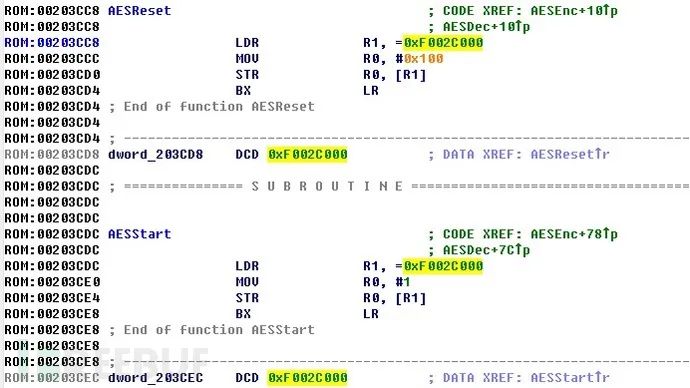 ROM:00203CC8 AESReset ; CODE XREF: AESEnc+10↑p
ROM:00203CC8 ; AESDec+10↑p
ROM:00203CC8 LDR R1, =0xF002C000
ROM:00203CCC MOV R0, #0x100
ROM:00203CD0 STR R0, [R1]
ROM:00203CD4 BX LR
ROM:00203CD4 ; End of function AESReset
ROM:00203CD4
ROM:00203CD4 ; ---------------------------------------------------------------------------
ROM:00203CD8 dword_203CD8 DCD 0xF002C000 ; DATA XREF: AESReset↑r
ROM:00203CDC
ROM:00203CDC ; =============== S U B R O U T I N E =======================================
ROM:00203CDC
ROM:00203CDC
ROM:00203CDC AESStart ; CODE XREF: AESEnc+78↑p
ROM:00203CDC ; AESDec+7C↑p
ROM:00203CDC LDR R1, =0xF002C000
ROM:00203CE0 MOV R0, #1
ROM:00203CE4 STR R0, [R1]
ROM:00203CE8 BX LR
ROM:00203CE8 ; End of function AESStart
ROM:00203CE8
ROM:00203CE8 ; ---------------------------------------------------------------------------
ROM:00203CEC dword_203CEC DCD 0xF002C000 ; DATA XREF: AESStart↑r